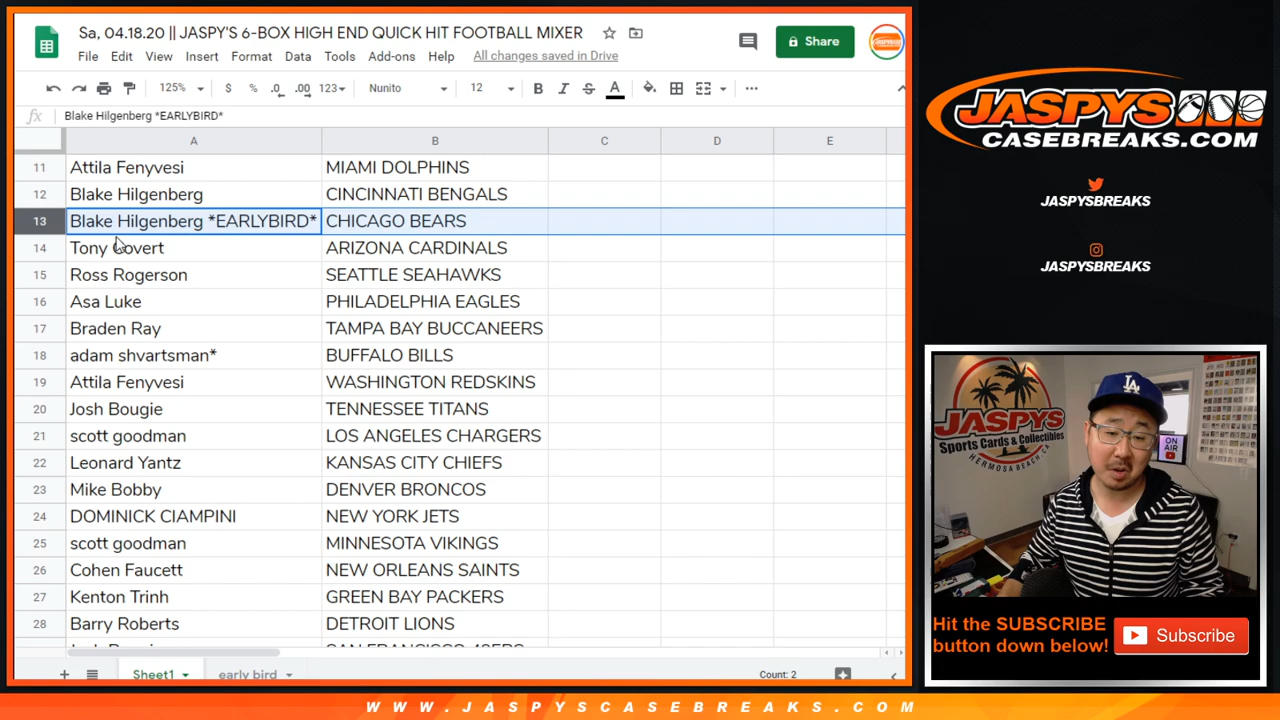 Sa, 04.18.20 || JASPY'S 6-BOX HIGH END QUICK HIT FOOTBALL MIXER
File Edit View Insert Format Data Tools Add-ons Help All changes saved in Drive
Share
125% $ % .0 .00 123 Nunito 12 B I S A
fx Blake Hilgenberg *EARLYBIRD*
A B C D E
11 Attila Fenyvesi MIAMI DOLPHINS
12 Blake Hilgenberg CINCINNATI BENGALS
13 Blake Hilgenberg *EARLYBIRD* CHICAGO BEARS
14 Tony Covert ARIZONA CARDINALS
15 Ross Rogerson SEATTLE SEAHAWKS
16 Asa Luke PHILADELPHIA EAGLES
17 Braden Ray TAMPA BAY BUCCANEERS
18 adam shvartsman* BUFFALO BILLS
19 Attila Fenyvesi WASHINGTON REDSKINS
20 Josh Bougie TENNESSEE TITANS
21 scott goodman LOS ANGELES CHARGERS
22 Leonard Yantz KANSAS CITY CHIEFS
23 Mike Bobby DENVER BRONCOS
24 DOMINICK CIAMPINI NEW YORK JETS
25 scott goodman MINNESOTA VIKINGS
26 Cohen Faucett NEW ORLEANS SAINTS
27 Kenton Trinh GREEN BAY PACKERS
28 Barry Roberts DETROIT LIONS
Sheet1 early bird Count: 2
JASPYS
CASEBREAKS.COM
JASPYSBREAKS
JASPYSBREAKS
JASPYS
Sports Cards & Collectibles
HERMOSA BEACH, CA
LA
ON
AIR
Hit the SUBSCRIBE
button down below!
Subscribe
WWW.JASPYSCASEBREAKS.COM